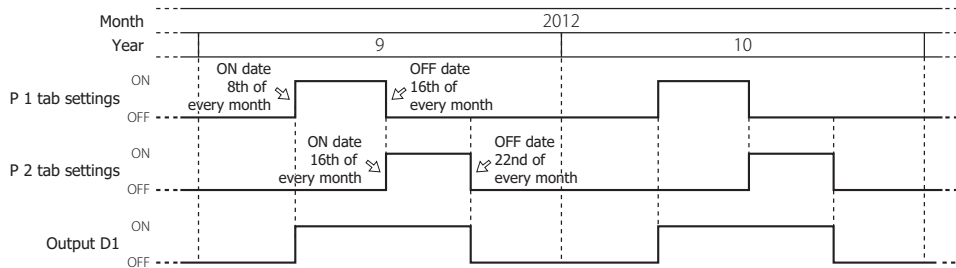 Month 2012
Year 9 10
P 1 tab settings
ON
OFF
ON date
8th of
every month
OFF date
16th of
every month
P 2 tab settings
ON
OFF
ON date
16th of
every month
OFF date
22nd of
every month
Output D1
ON
OFF